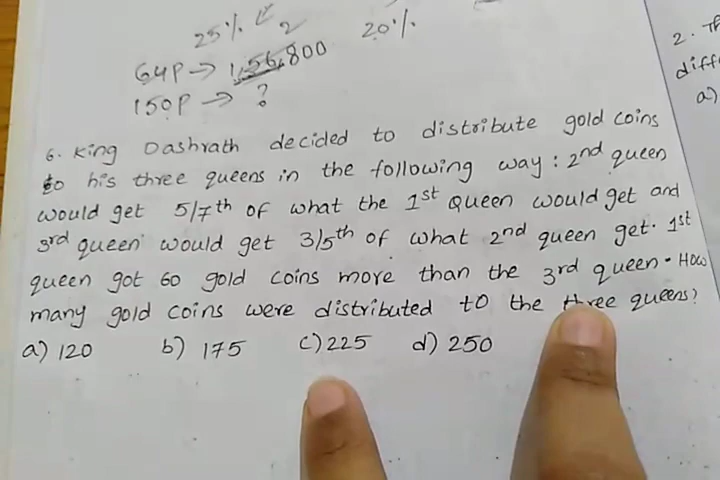 25% 2 20%
64P → 1,56,800
150P → ?
2. Th
diffe
a)
6. King Dashrath decided to distribute gold coins
to his three queens in the following way : 2nd queen
would get 5/7th of what the 1st Queen would get and
3rd queen would get 3/5th of what 2nd queen get. 1st
queen got 60 gold coins more than the 3rd queen. How
many gold coins were distributed to the three queens?
a) 120 b) 175 c) 225 d) 250